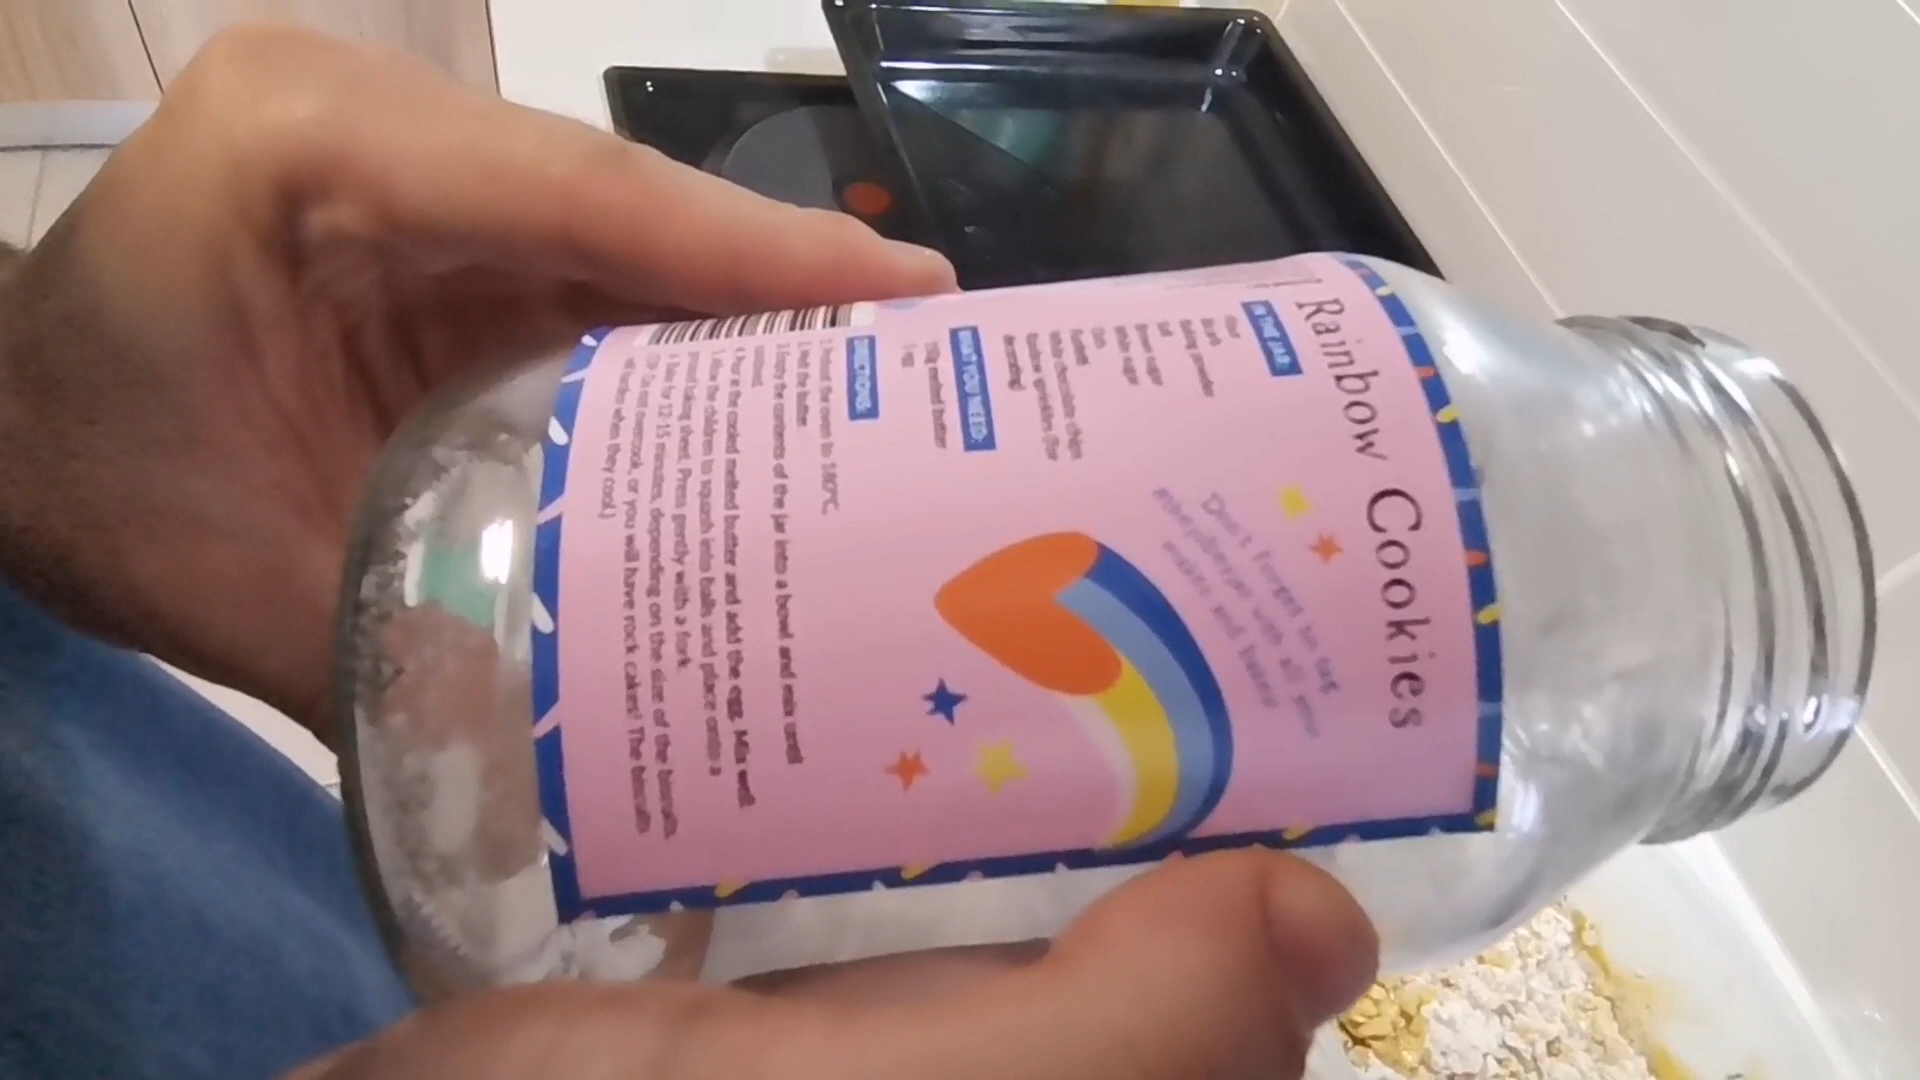 Rainbow Cookies
IN THE JAR:
Flour
Bicarb
Baking powder
Salt
Brown sugar
White sugar
Oats
White chocolate chips
Rainbow sprinkles (for
decorating)
Don't forget to tag
with all your
makes and bakes!
WHAT YOU NEED:
melted butter
1 egg
DIRECTIONS:
1. Preheat the oven to 180°C.
2. Melt the butter
3. Empty the contents of the jar into a bowl and mix until
combined.
4. Pour in the cooled melted butter and add the egg. Mix well
5. Allow the children to squash into balls and place onto a
greased baking sheet. Press gently with a fork.
6. Bake for 12-15 minutes, depending on the size of the biscuits.
(TIP: Do not overcook, or you will have rock cakes! The biscuits
will harden when they cool.)